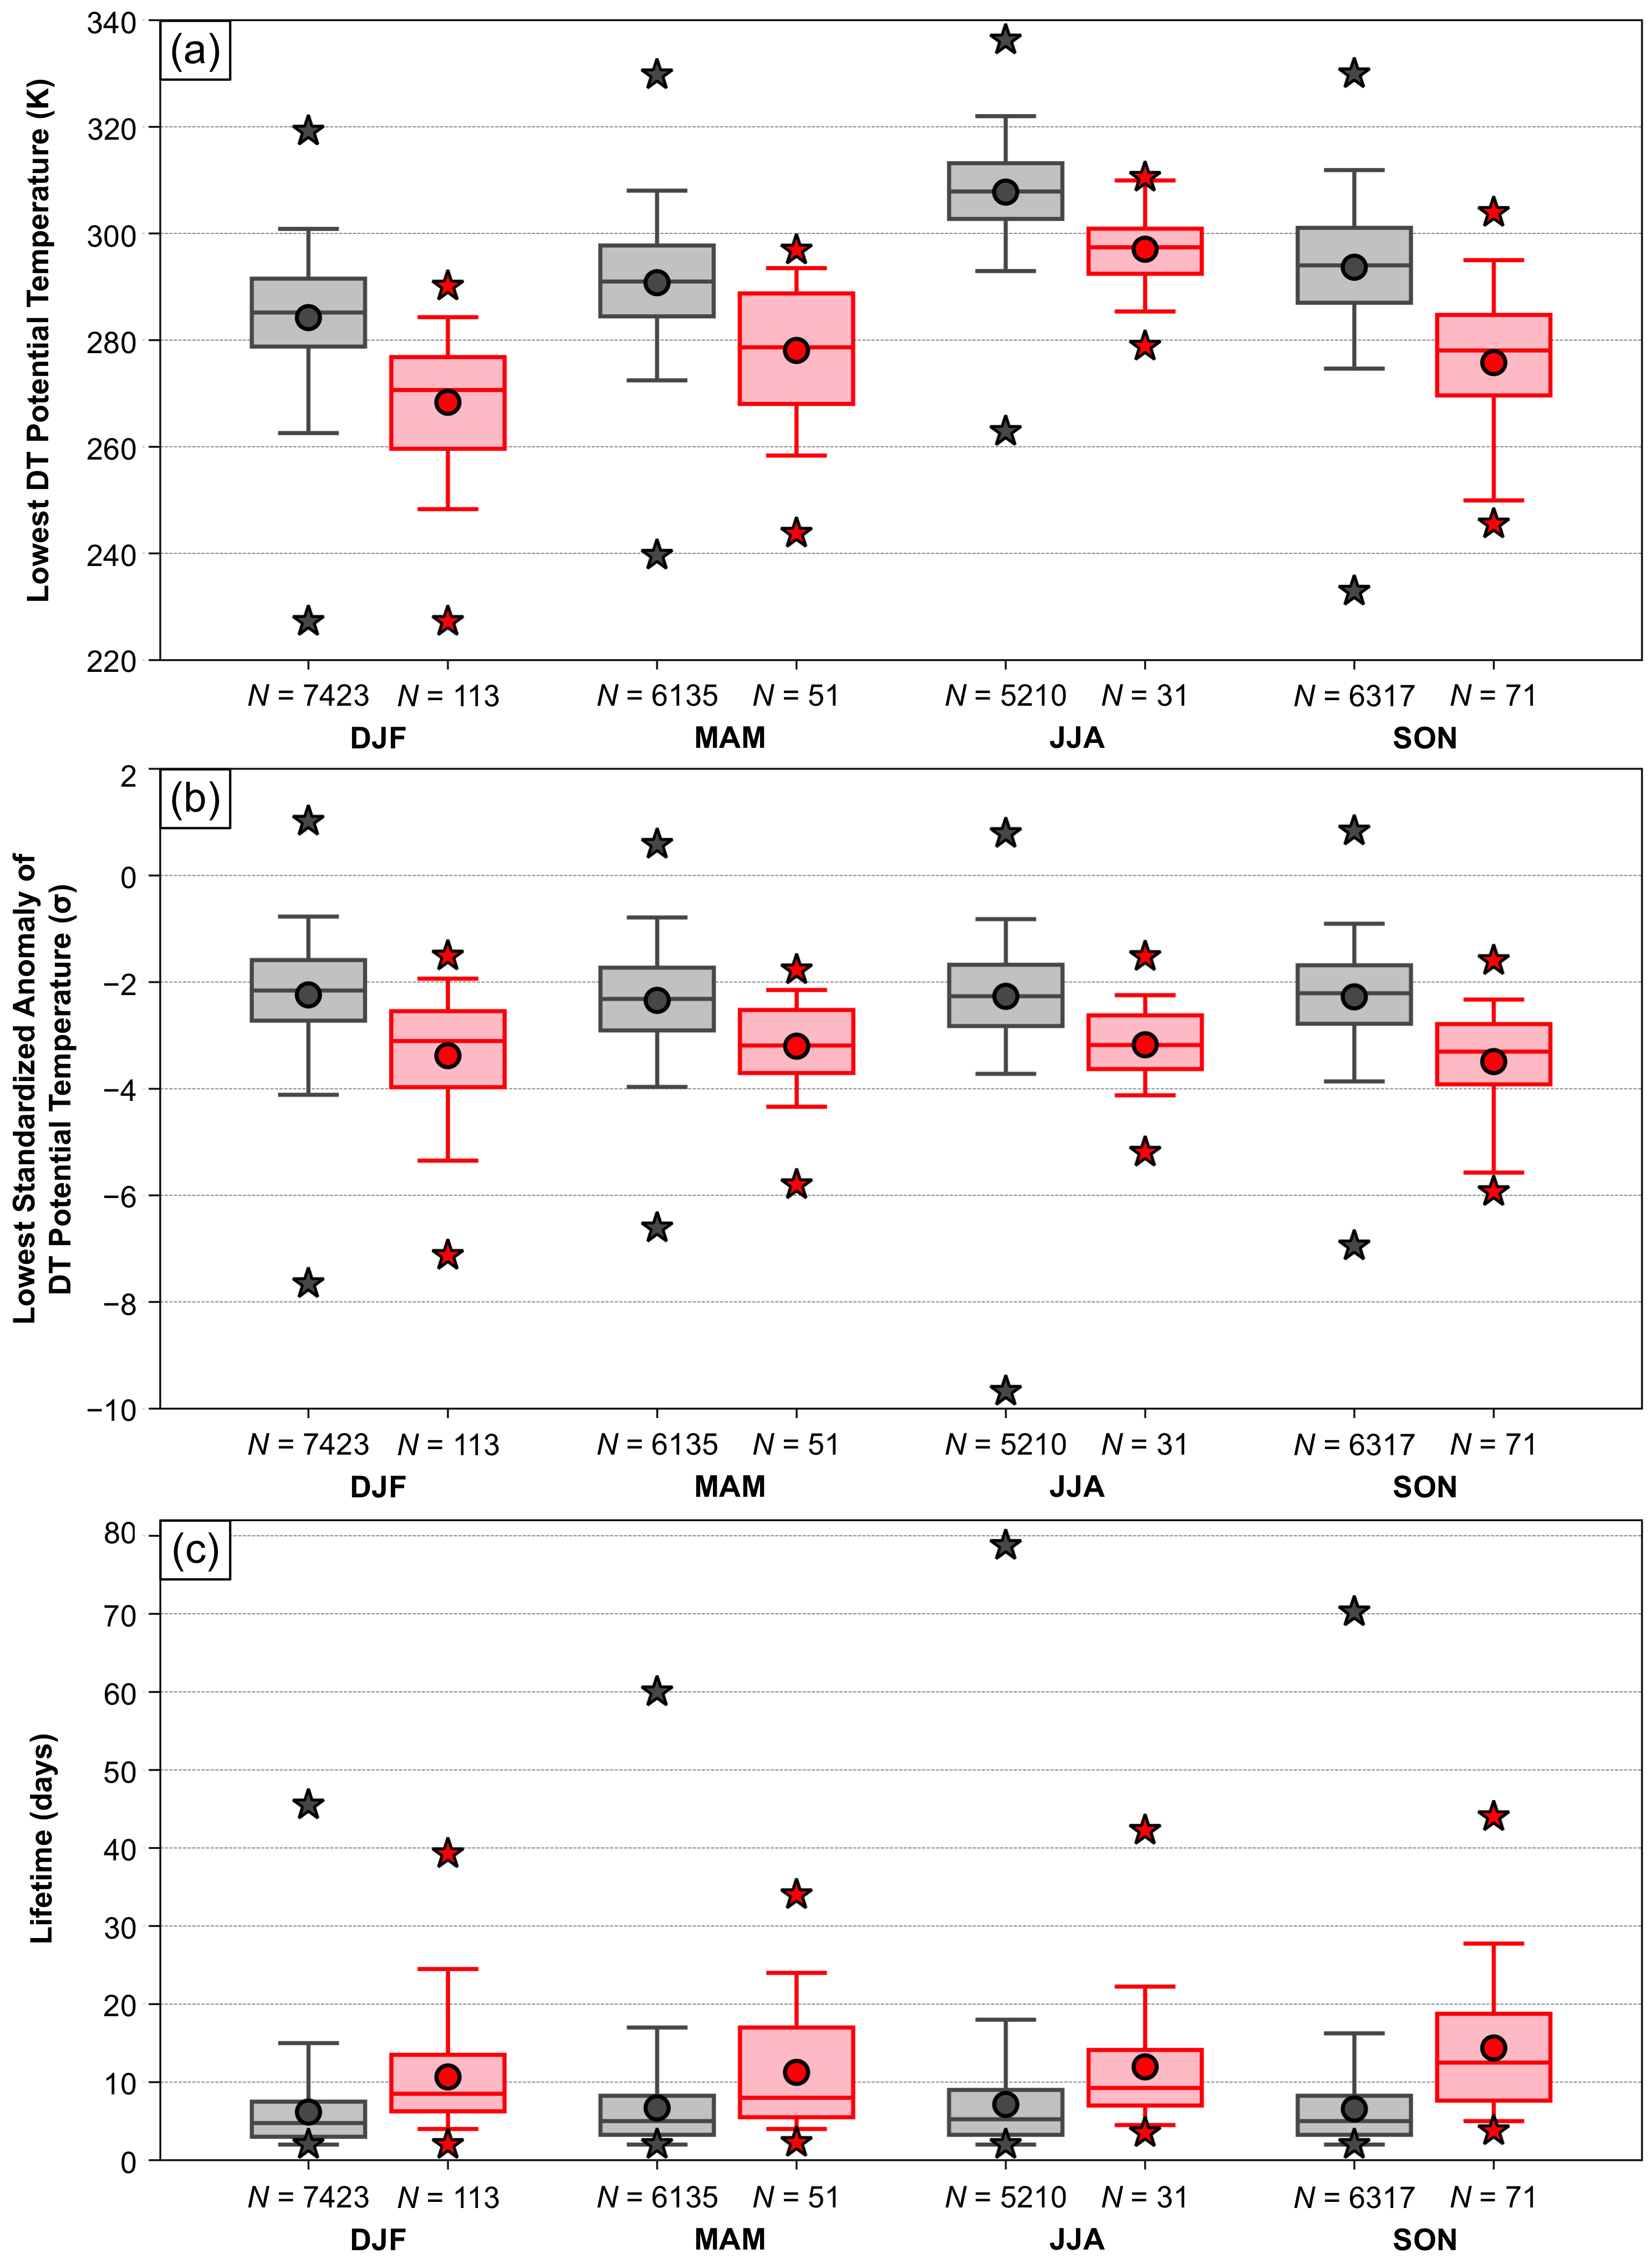 (a)
Lowest DT Potential Temperature (K)
340
320
300
280
260
240
220
N = 7423 N = 113 N = 6135 N = 51 N = 5210 N = 31 N = 6317 N = 71
DJF MAM JJA SON
(b)
Lowest Standardized Anomaly of
DT Potential Temperature (σ)
2
0
−2
−4
−6
−8
−10
N = 7423 N = 113 N = 6135 N = 51 N = 5210 N = 31 N = 6317 N = 71
DJF MAM JJA SON
(c)
Lifetime (days)
80
70
60
50
40
30
20
10
0
N = 7423 N = 113 N = 6135 N = 51 N = 5210 N = 31 N = 6317 N = 71
DJF MAM JJA SON